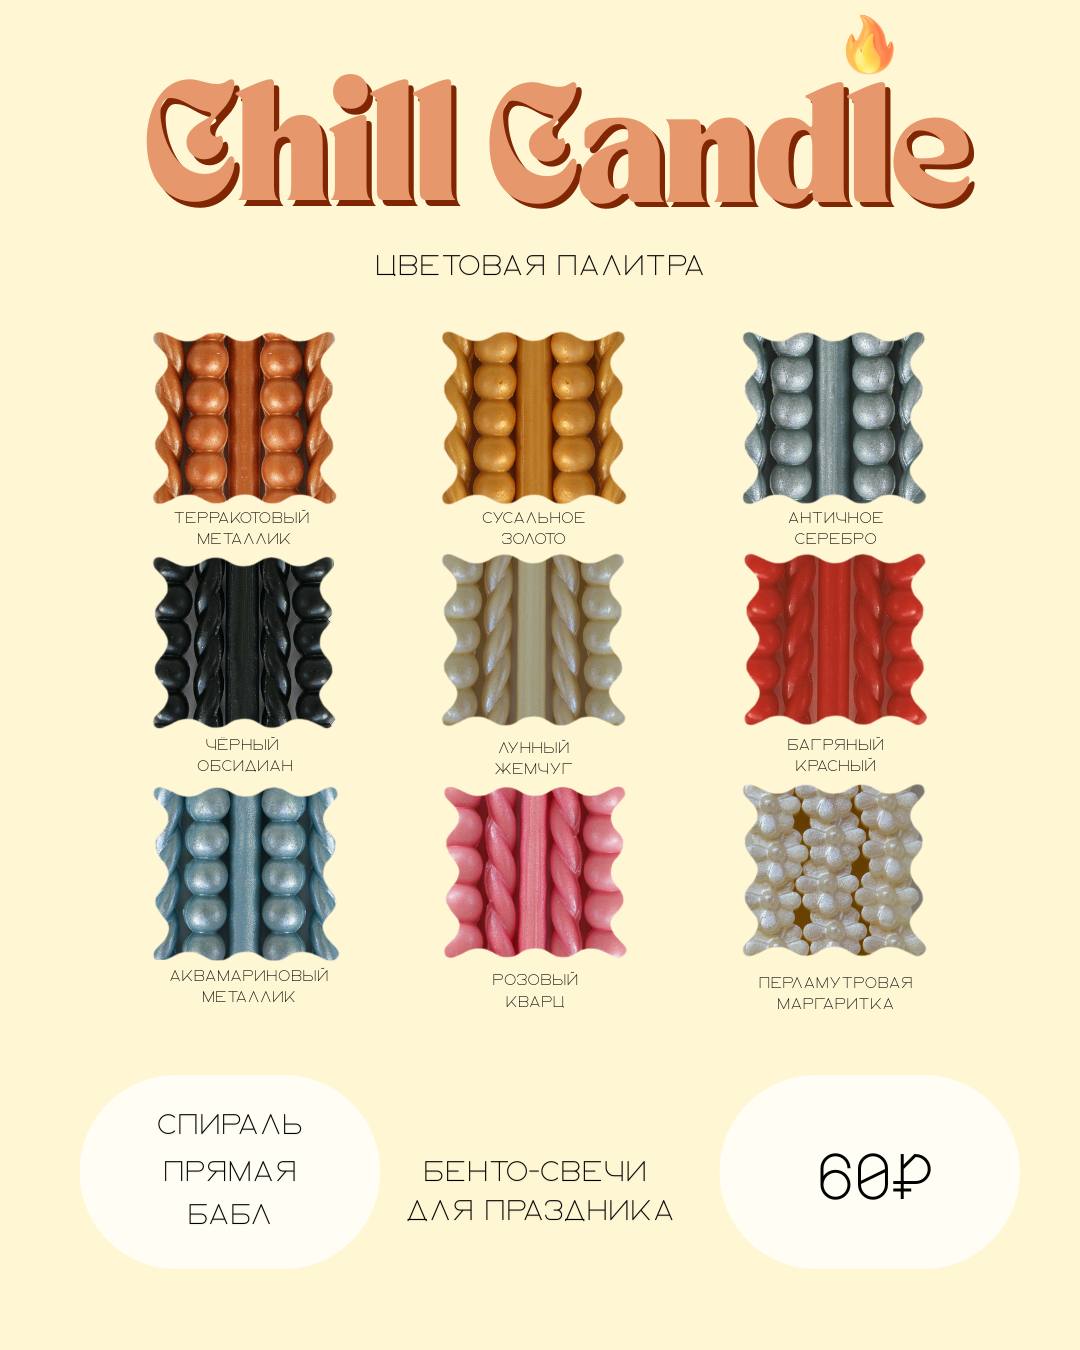 Chill Candle
ЦВЕТОВАЯ ПАЛИТРА
ТЕРРАКОТОВЫЙ
МЕТАЛЛИК
СУСАЛЬНОЕ
ЗОЛОТО
АНТИЧНОЕ
СЕРЕБРО
ЧЁРНЫЙ
ОБСИДИАН
ЛУННЫЙ
ЖЕМЧУГ
БАГРЯНЫЙ
КРАСНЫЙ
АКВАМАРИНОВЫЙ
МЕТАЛЛИК
РОЗОВЫЙ
КВАРЦ
ПЕРЛАМУТРОВАЯ
МАРГАРИТКА
СПИРАЛЬ
ПРЯМАЯ
БАБЛ
БЕНТО-СВЕЧИ
ДЛЯ ПРАЗДНИКА
60₽